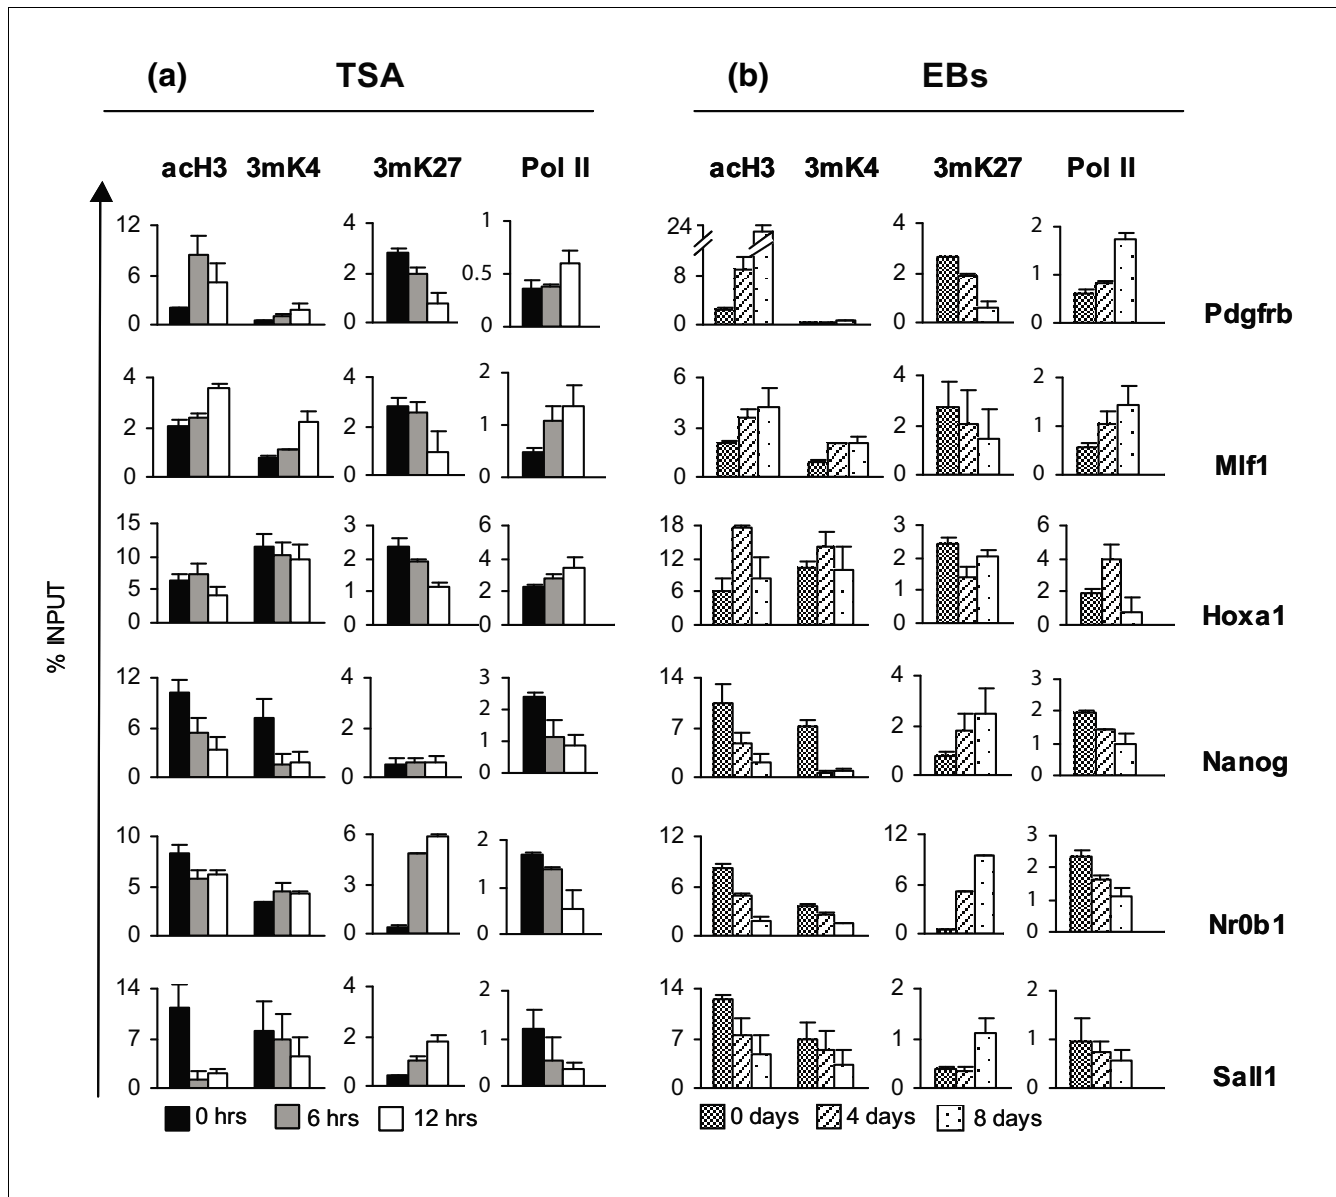 (a) TSA (b) EBs
acH3 3mK4 3mK27 Pol II acH3 3mK4 3mK27 Pol II
% INPUT
12 6 0 4 2 0 1 0.5 0 24 8 0 4 2 0 2 1 0 Pdgfrb
4 2 0 4 2 0 2 1 0 6 3 0 4 2 0 2 1 0 Mlf1
15 10 5 0 3 2 1 0 6 4 2 0 18 12 6 0 3 2 1 0 6 4 2 0 Hoxa1
12 6 0 4 2 0 3 2 1 0 14 7 0 4 2 0 3 2 1 0 Nanog
10 5 0 6 3 0 2 1 0 12 6 0 12 6 0 3 2 1 0 Nr0b1
14 7 0 4 2 0 2 1 0 14 7 0 2 1 0 2 1 0 Sall1
0 hrs 6 hrs 12 hrs 0 days 4 days 8 days